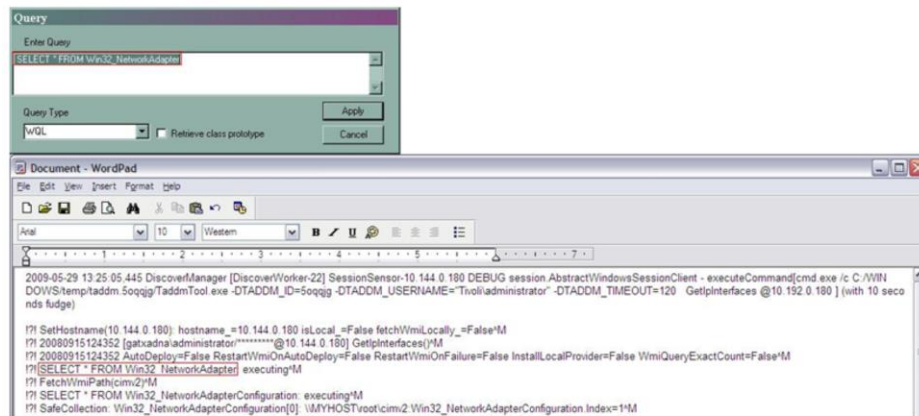 Query
Enter Query
SELECT * FROM Win32_NetworkAdapter
Query Type
Apply
WQL
Retrieve class prototype
Cancel
Document - WordPad
File Edit View Insert Format Help
Arial 10 Western B / U
1 2 3 4 5 7
2009-05-29 13:25:05,445 DiscoverManager [DiscoverWorker-22] SessionSensor-10.144.0.180 DEBUG session.AbstractWindowsSessionClient - executeCommand[cmd.exe /c C:/WIN
DOWS/temp/taddm.5oqqjg/TaddmTool.exe -DTADDM_ID=5oqqjg -DTADDM_USERNAME="Tivoli\administrator" -DTADDM_TIMEOUT=120 GetIpInterfaces @10.192.0.180 ] (with 10 seco
nds fudge)
!?! SetHostname(10.144.0.180): hostname_=10.144.0.180 isLocal_=False fetchWmiLocally_=False^M
!?! 20080915124352 [gatxadna\administrator/*********@10.144.0.180] GetIpInterfaces()^M
!?! 20080915124352 AutoDeploy=False RestartWmiOnAutoDeploy=False RestartWmiOnFailure=False InstallLocalProvider=False WmiQueryExactCount=False^M
!?! SELECT * FROM Win32_NetworkAdapter: executing^M
!?! FetchWmiPath(cimv2)^M
!?! SELECT * FROM Win32_NetworkAdapterConfiguration: executing^M
!?! SafeCollection: Win32_NetworkAdapterConfiguration[0]: \\MYHOST\root\cimv2:Win32_NetworkAdapterConfiguration.Index=1^M